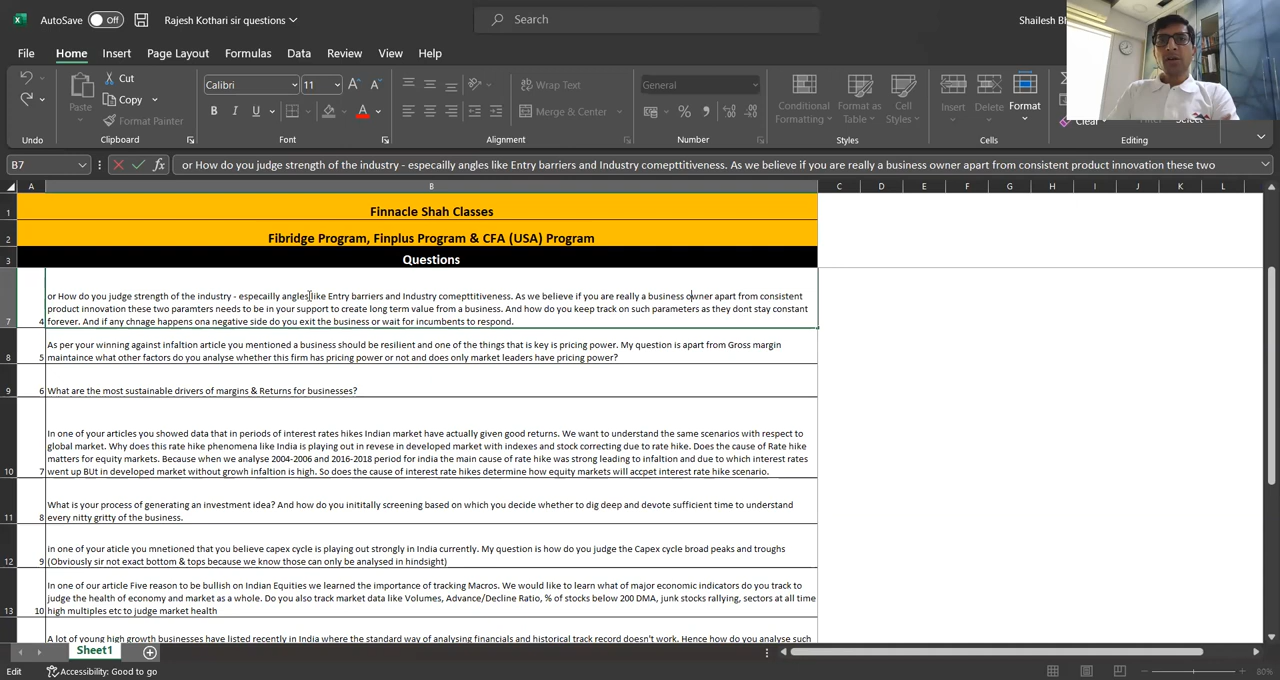 AutoSave Off Rajesh Kothari sir questions Search Shailesh Bh
File Home Insert Page Layout Formulas Data Review View Help
Cut
Copy
Paste
Format Painter
Calibri 11
Wrap Text
Merge & Center
General
Conditional Formatting
Format as Table
Cell Styles
Insert Delete Format
Clear
Select
Undo Clipboard Font Alignment Number Styles Cells Editing
B7 or How do you judge strength of the industry - especailly angles like Entry barriers and Industry comepttitiveness. As we believe if you are really a business owner apart from consistent product innovation these two
A B C D E F G H I J K L
1 Finnacle Shah Classes
2 Fibridge Program, Finplus Program & CFA (USA) Program
3 Questions
or How do you judge strength of the industry - especailly angles like Entry barriers and Industry comepttitiveness. As we believe if you are really a business owner apart from consistent
product innovation these two paramters needs to be in your support to create long term value from a business. And how do you keep track on such parameters as they dont stay constant
7 4 forever. And if any chnage happens ona negative side do you exit the business or wait for incumbents to respond.
As per your winning against infaltion article you mentioned a business should be resilient and one of the things that is key is pricing power. My question is apart from Gross margin
8 5 maintaince what other factors do you analyse whether this firm has pricing power or not and does only market leaders have pricing power?
9 6 What are the most sustainable drivers of margins & Returns for businesses?
In one of your articles you showed data that in periods of interest rates hikes Indian market have actually given good returns. We want to understand the same scenarios with respect to
global market. Why does this rate hike phenomena like India is playing out in revese in developed market with indexes and stock correcting due to rate hike. Does the cause of Rate hike
matters for equity markets. Because when we analyse 2004-2006 and 2016-2018 period for india the main cause of rate hike was strong leading to infaltion and due to which interest rates
10 7 went up BUt in developed market without growh infaltion is high. So does the cause of interest rate hikes determine how equity markets will accpet interest rate hike scenario.
What is your process of generating an investment idea? And how do you inititally screening based on which you decide whether to dig deep and devote sufficient time to understand
11 8 every nitty gritty of the business.
in one of your aticle you mnetioned that you believe capex cycle is playing out strongly in India currently. My question is how do you judge the Capex cycle broad peaks and troughs
12 9 (Obviously sir not exact bottom & tops because we know those can only be analysed in hindsight)
In one of our article Five reason to be bullish on Indian Equities we learned the importance of tracking Macros. We would like to learn what of major economic indicators do you track to
judge the health of economy and market as a whole. Do you also track market data like Volumes, Advance/Decline Ratio, % of stocks below 200 DMA, junk stocks rallying, sectors at all time
13 10 high multiples etc to judge market health
A lot of young high growth businesses have listed recently in India where the standard way of analysing financials and historical track record doesn't work. Hence how do you analyse such
Sheet1
Edit Accessibility: Good to go 80%